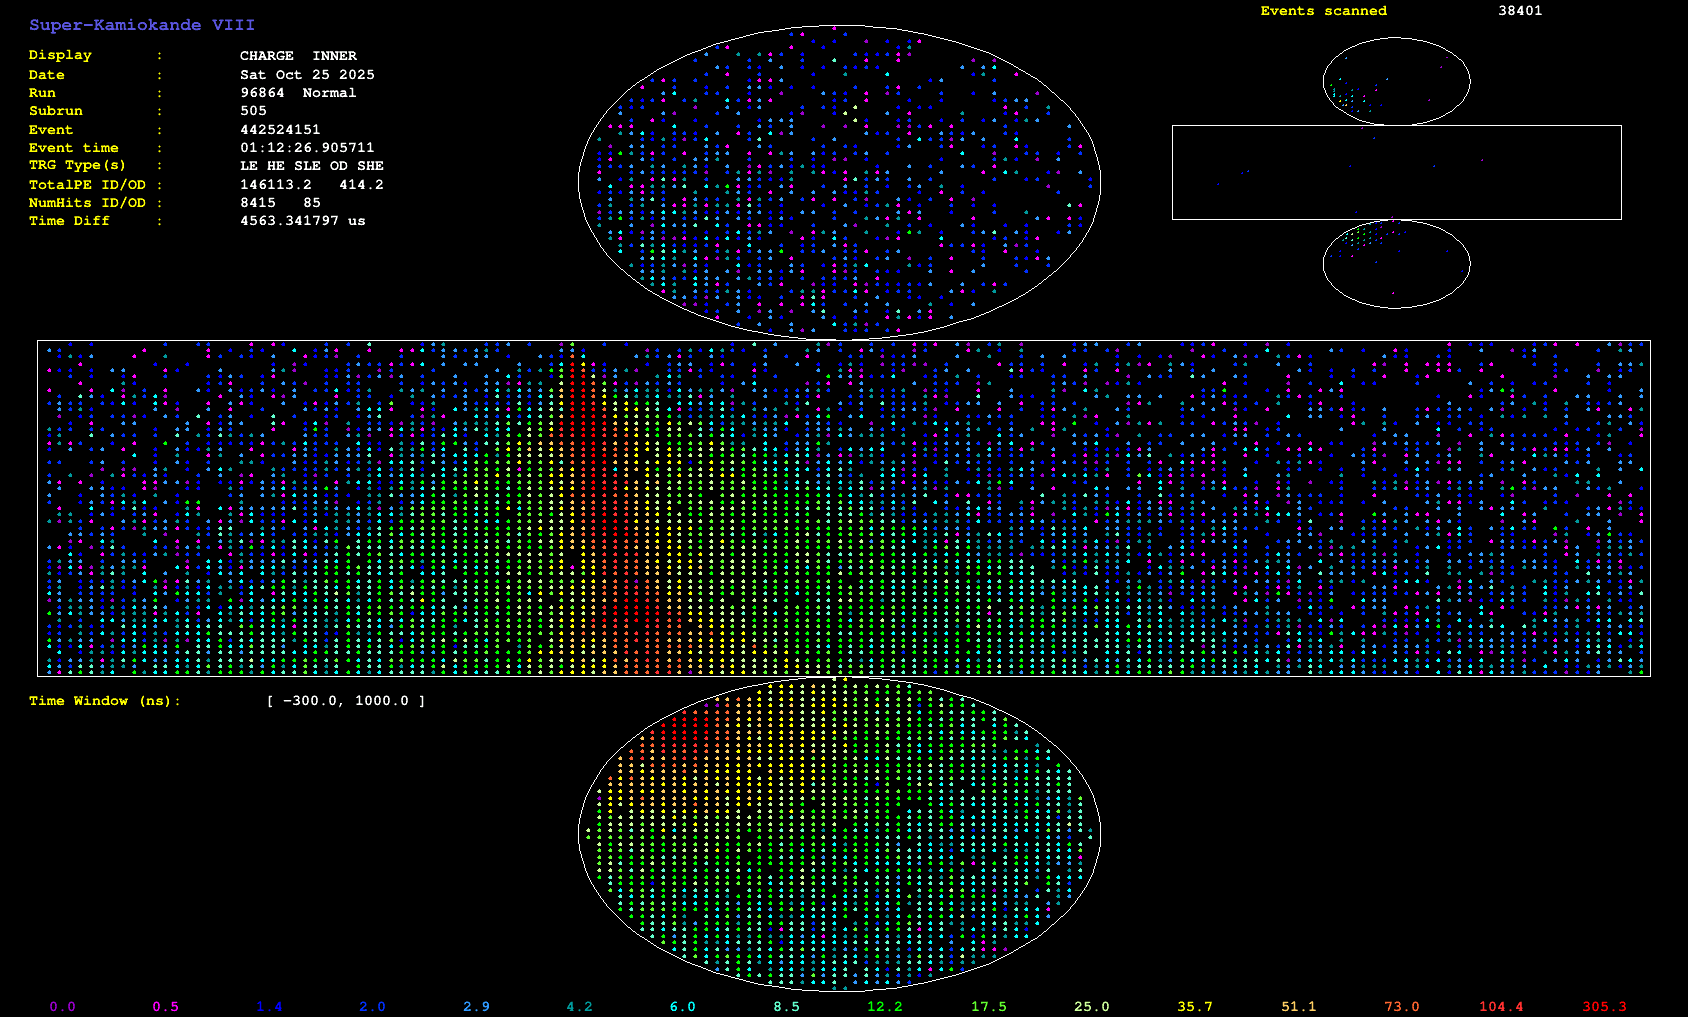 Super-Kamiokande VIII
Events scanned 38401
Display : CHARGE INNER
Date : Sat Oct 25 2025
Run : 96864 Normal
Subrun : 505
Event : 442524151
Event time : 01:12:26.905711
TRG Type(s) : LE HE SLE OD SHE
TotalPE ID/OD : 146113.2 414.2
NumHits ID/OD : 8415 85
Time Diff : 4563.341797 us
Time Window (ns): [ -300.0, 1000.0 ]
0.0 0.5 1.4 2.0 2.9 4.2 6.0 8.5 12.2 17.5 25.0 35.7 51.1 73.0 104.4 305.3